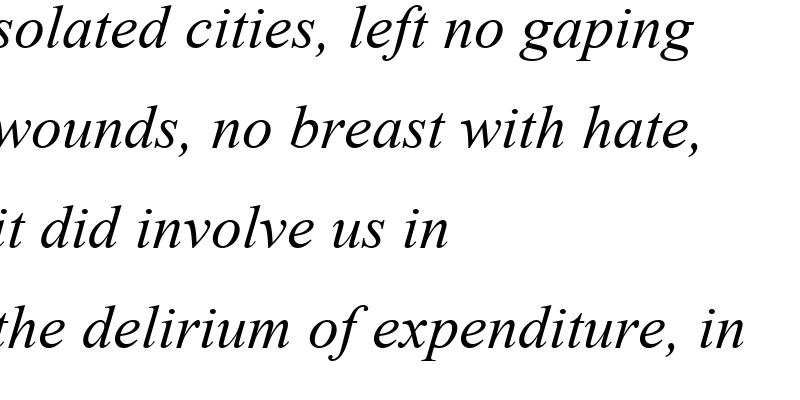 solated cities, left no gaping
wounds, no breast with hate,
it did involve us in
the delirium of expenditure, in